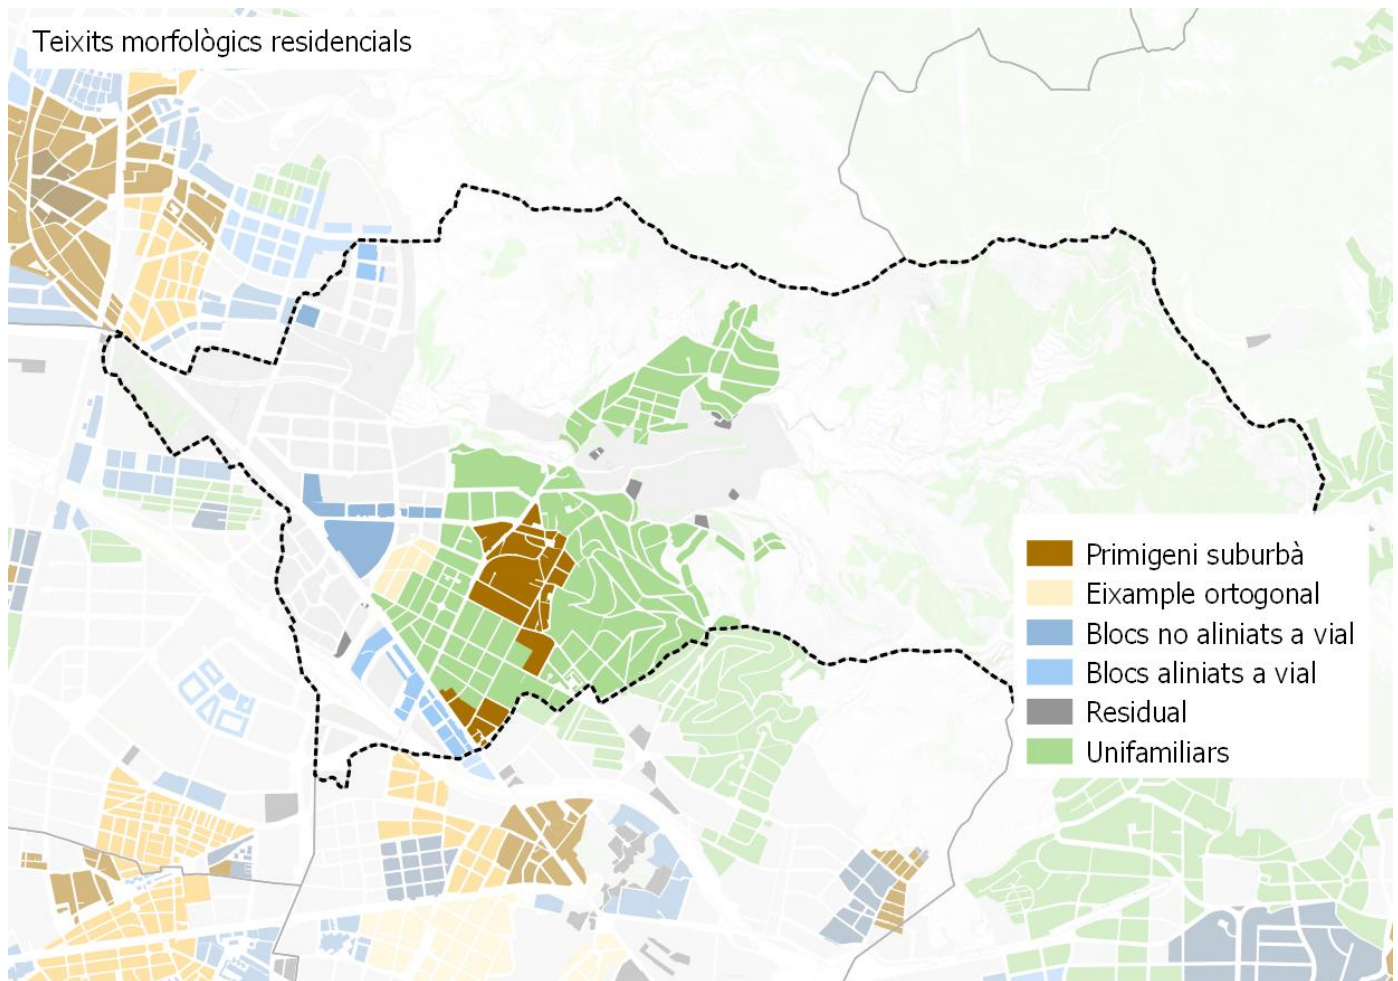 Teixits morfològics residencials
Primigeni suburbà
Eixample ortogonal
Blocs no aliniats a vial
Blocs aliniats a vial
Residual
Unifamiliars